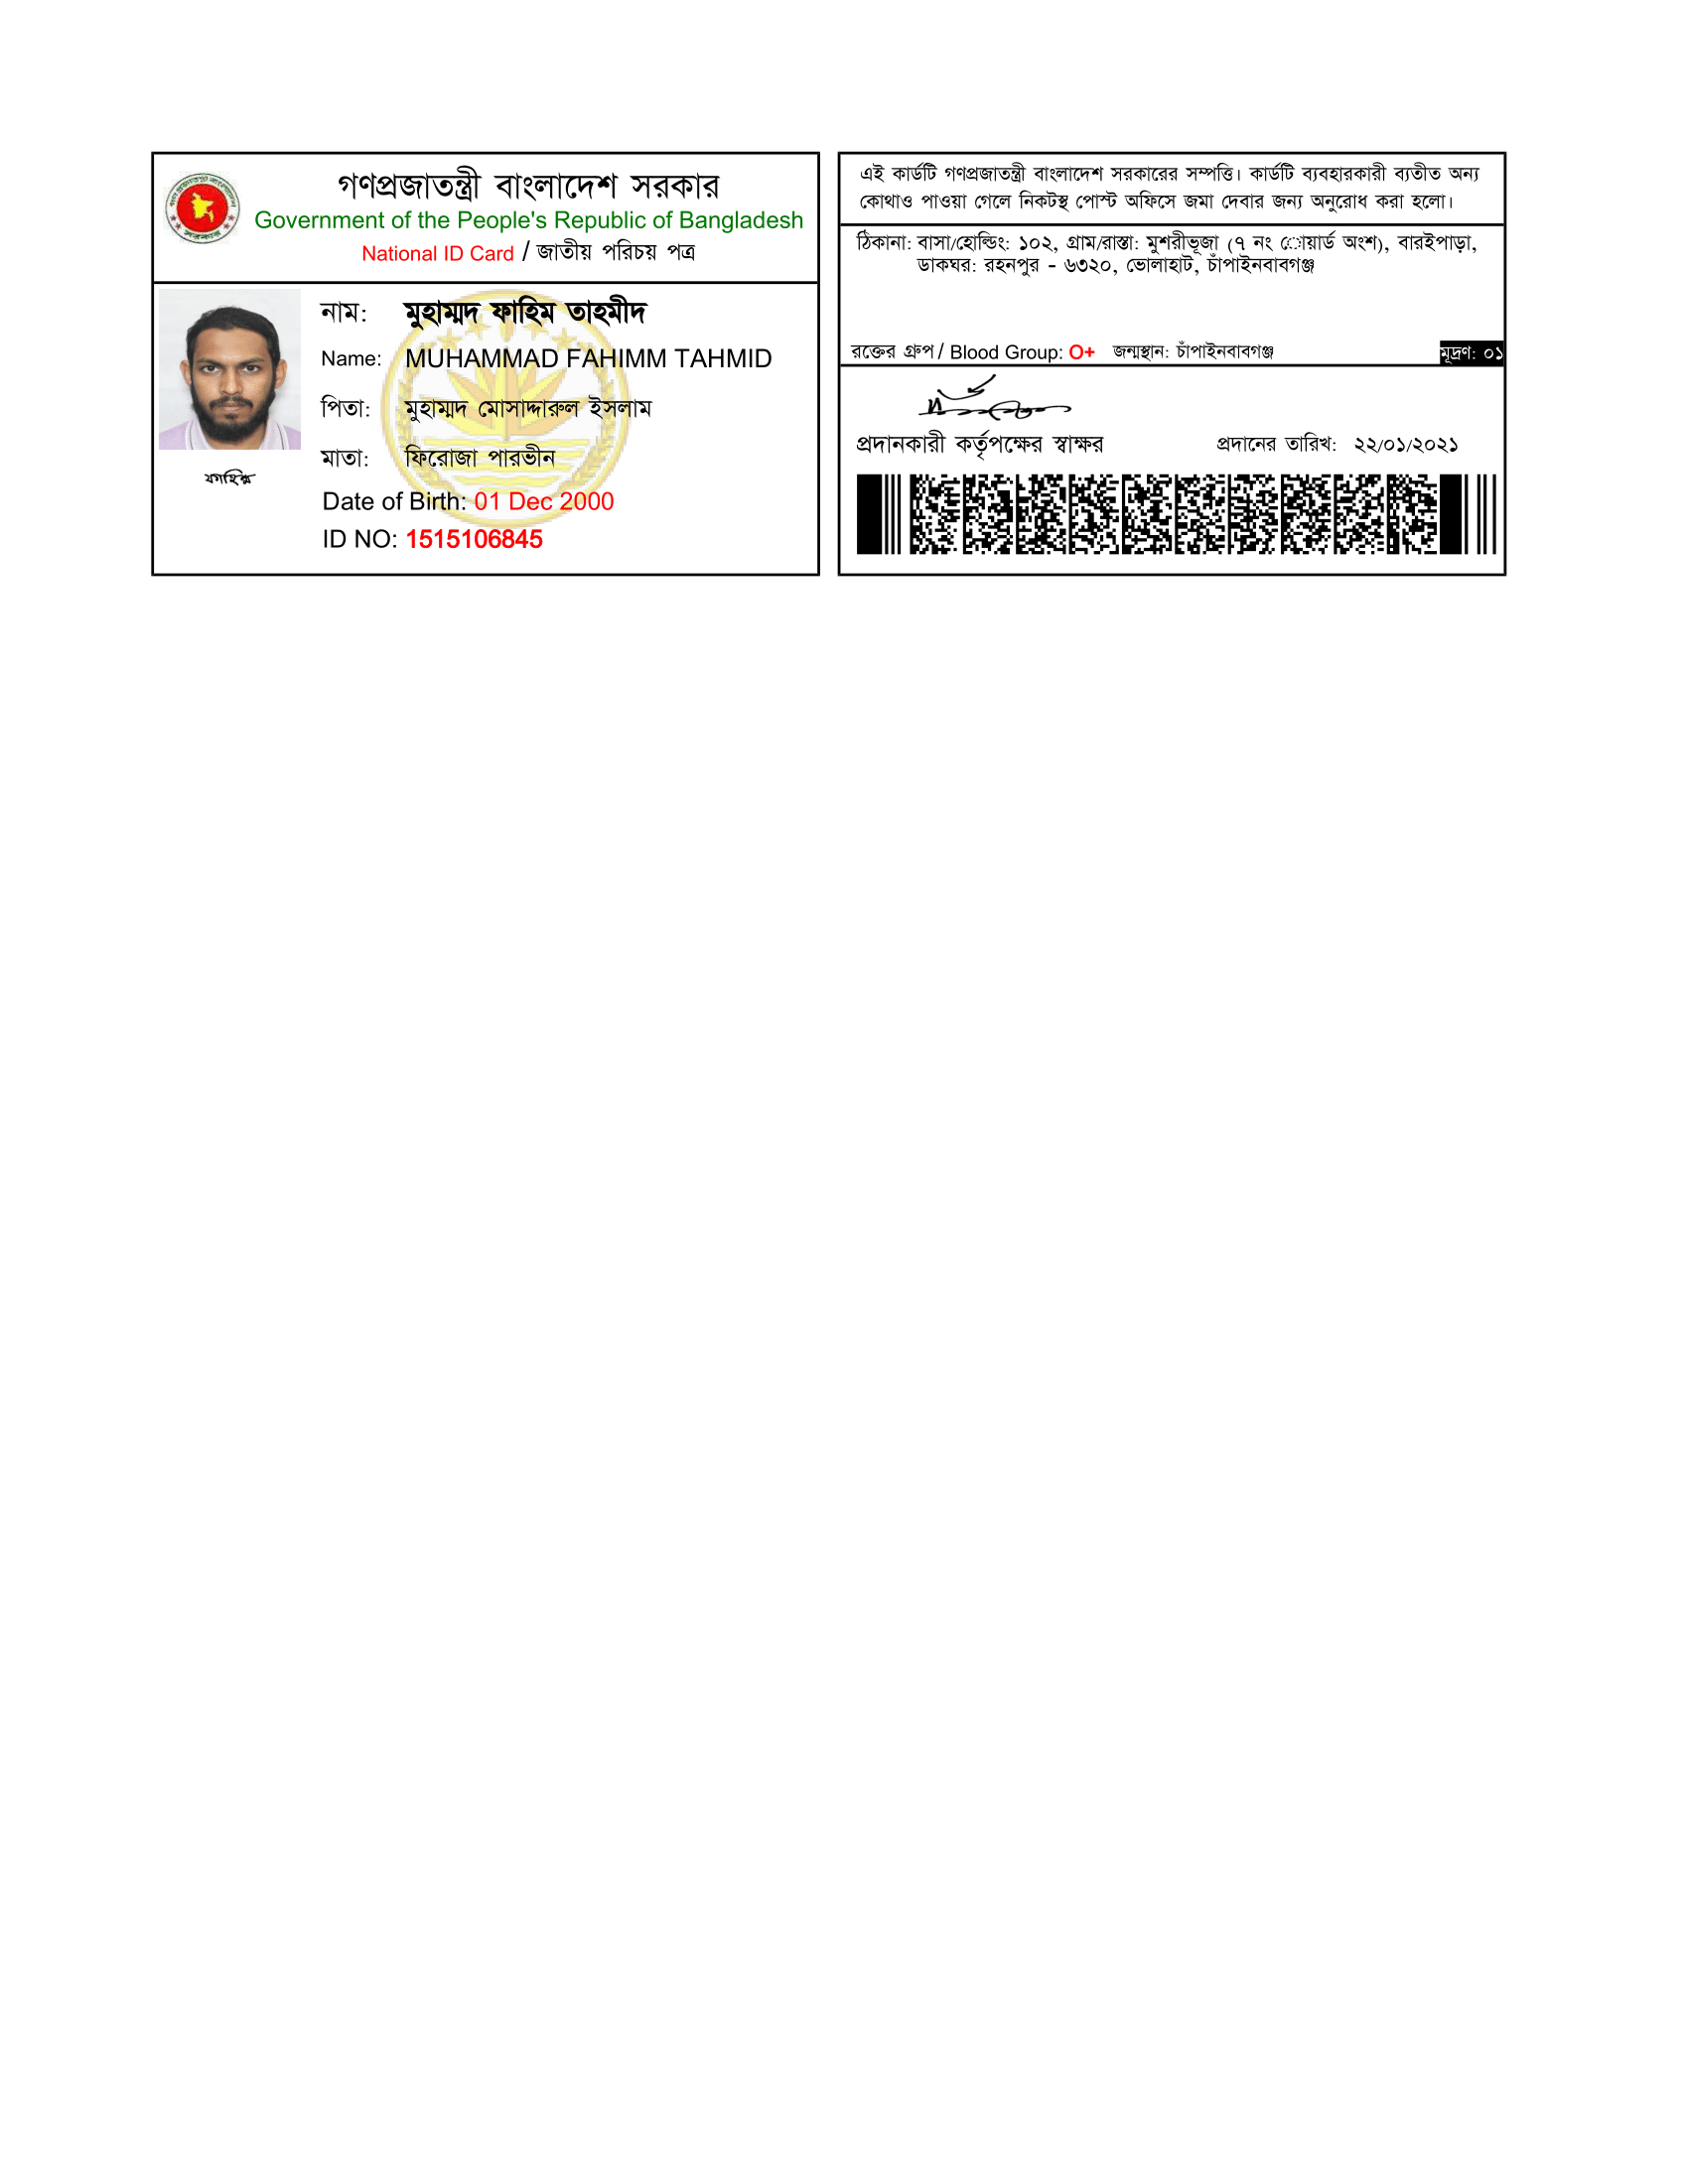 গণপ্রজাতন্ত্রী বাংলাদেশ সরকার
Government of the People's Republic of Bangladesh
National ID Card / জাতীয় পরিচয় পত্র
নাম: মুহাম্মদ ফাহিম তাহমীদ
Name: MUHAMMAD FAHIMM TAHMID
পিতা: মুহাম্মদ মোসাদ্দারুল ইসলাম
মাতা: ফিরোজা পারভীন
Date of Birth: 01 Dec 2000
ID NO: 1515106845
এই কার্ডটি গণপ্রজাতন্ত্রী বাংলাদেশ সরকারের সম্পত্তি। কার্ডটি ব্যবহারকারী ব্যতীত অন্য
কোথাও পাওয়া গেলে নিকটস্থ পোস্ট অফিসে জমা দেবার জন্য অনুরোধ করা হলো।
ঠিকানা: বাসা/হোল্ডিং: ১০২, গ্রাম/রাস্তা: মুশরীভূজা (৭ নং োয়ার্ড অংশ), বারইপাড়া,
ডাকঘর: রহনপুর - ৬৩২০, ভোলাহাট, চাঁপাইনবাবগঞ্জ
রক্তের গ্রুপ / Blood Group: O+ জন্মস্থান: চাঁপাইনবাবগঞ্জ মুদ্রণ: ০১
প্রদানকারী কর্তৃপক্ষের স্বাক্ষর প্রদানের তারিখ: ২২/০১/২০২১